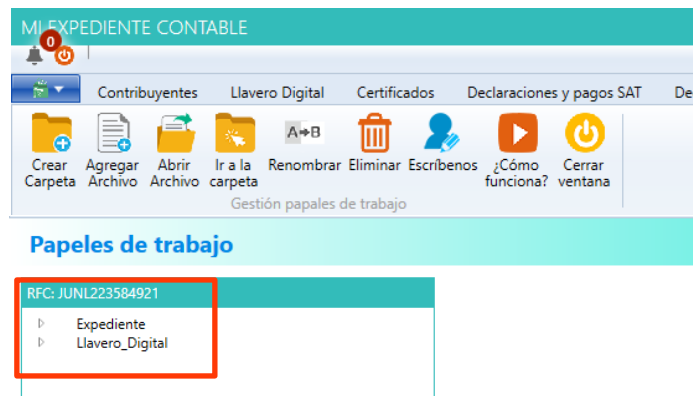 MI EXPEDIENTE CONTABLE
0
Contribuyentes Llavero Digital Certificados Declaraciones y pagos SAT De
Crear Carpeta Agregar Archivo Abrir Archivo Ir a la carpeta A➔B Renombrar Eliminar Escríbenos ¿Cómo funciona? Cerrar ventana
Gestión papales de trabajo
Papeles de trabajo
RFC: JUNL223584921
Expediente
Llavero_Digital